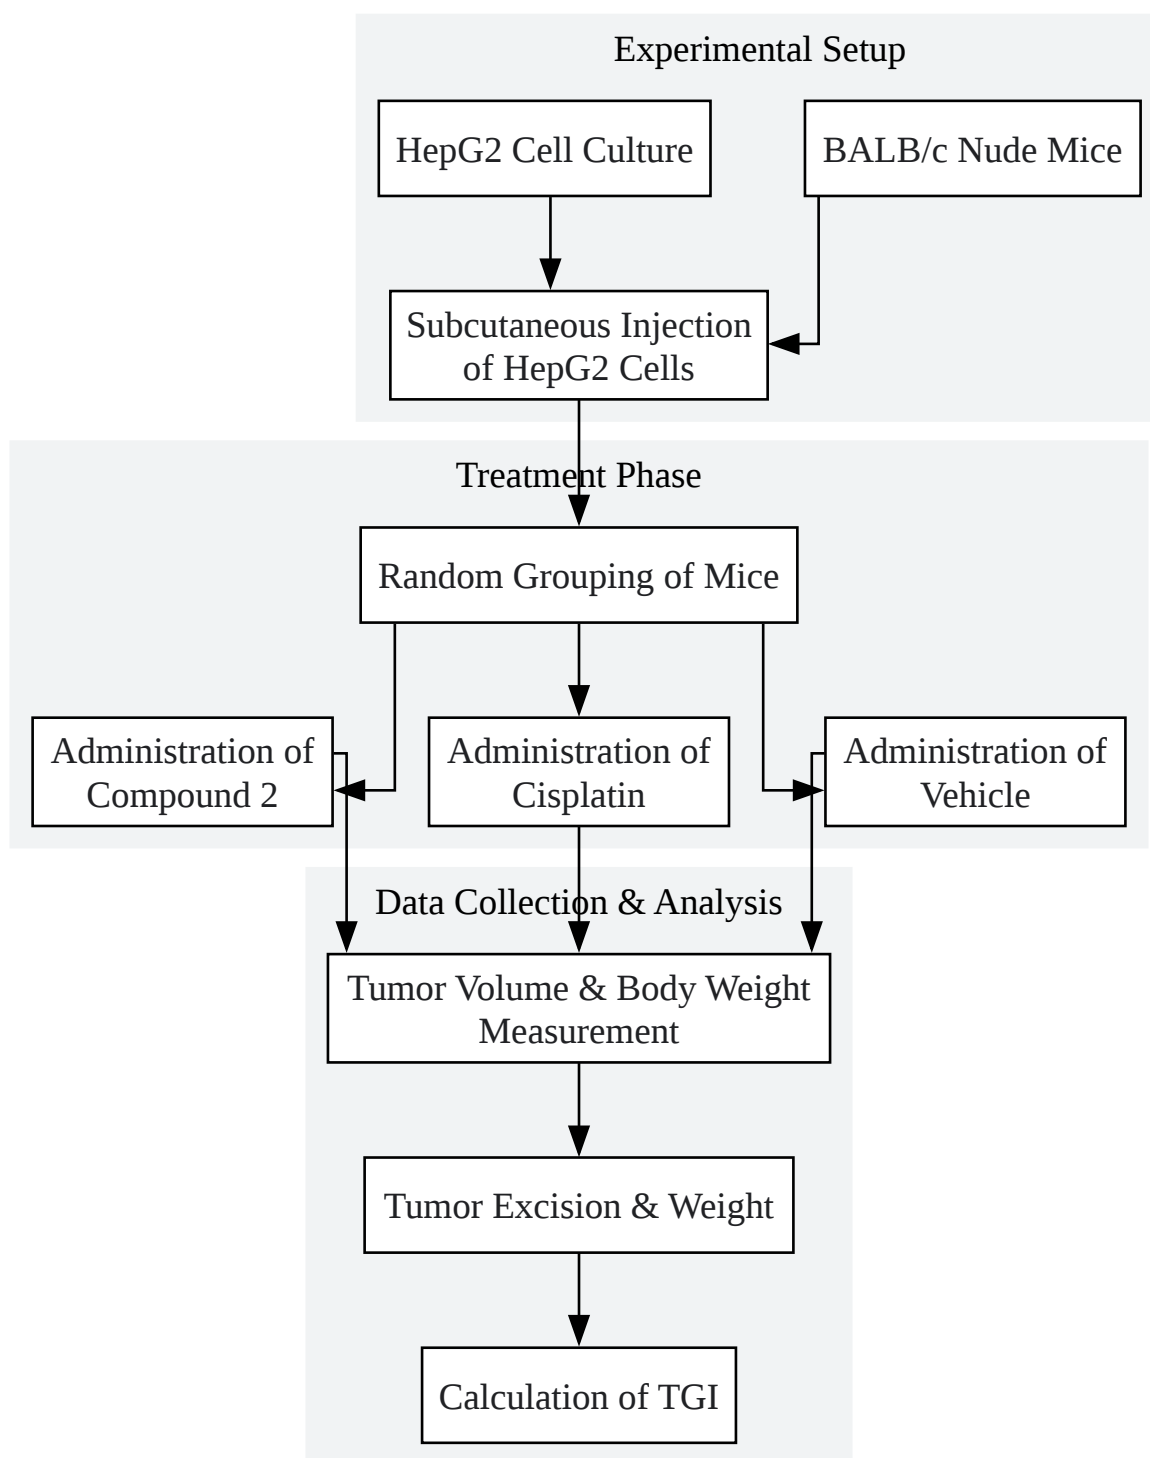 Experimental Setup
HepG2 Cell Culture
BALB/c Nude Mice
Subcutaneous Injection
of HepG2 Cells
Treatment Phase
Random Grouping of Mice
Administration of
Compound 2
Administration of
Cisplatin
Administration of
Vehicle
Data Collection & Analysis
Tumor Volume & Body Weight
Measurement
Tumor Excision & Weight
Calculation of TGI